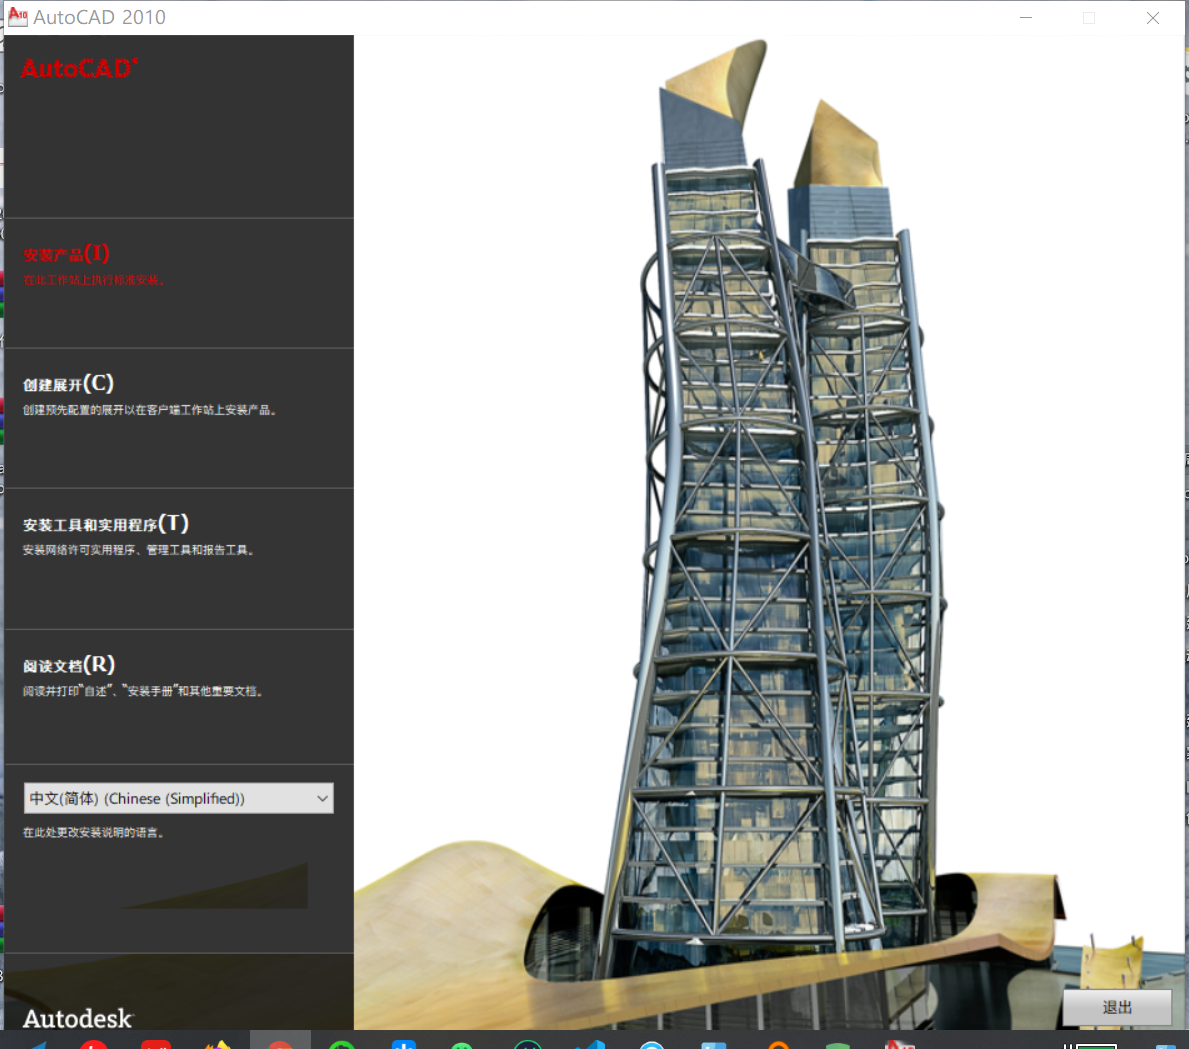 AutoCAD 2010
AutoCAD®
安装产品(I)
在此工作站上执行标准安装。
创建展开(C)
创建预先配置的展开以在客户端工作站上安装产品。
安装工具和实用程序(T)
安装网络许可实用程序、管理工具和报告工具。
阅读文档(R)
阅读并打印“自述”、“安装手册”和其他重要文档。
中文(简体) (Chinese (Simplified))
在此处更改安装说明的语言。
Autodesk
退出